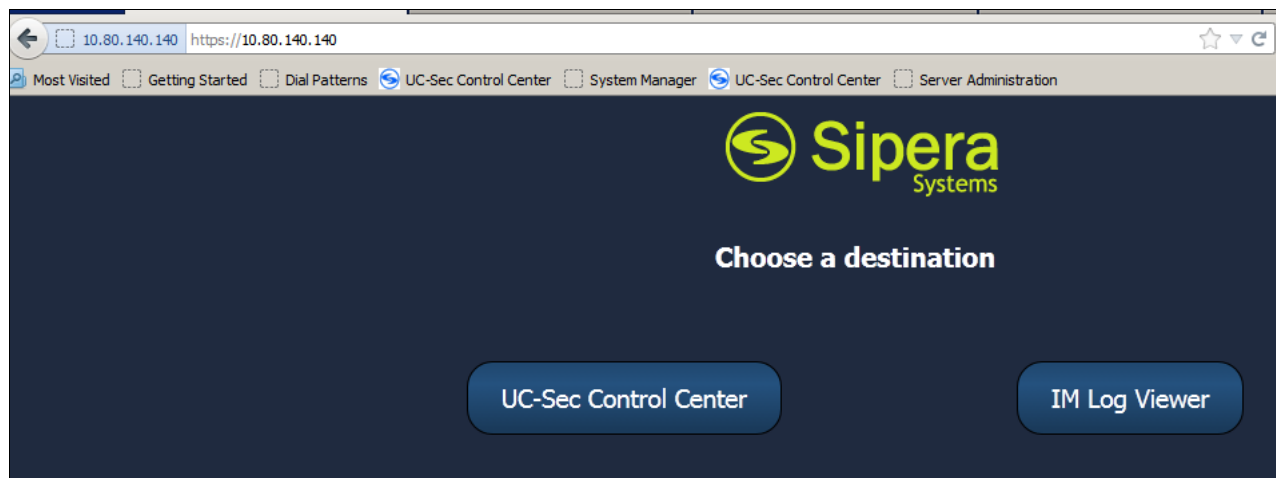 10.80.140.140 https://10.80.140.140
Most Visited Getting Started Dial Patterns UC-Sec Control Center System Manager UC-Sec Control Center Server Administration
Sipera
Systems
Choose a destination
UC-Sec Control Center IM Log Viewer